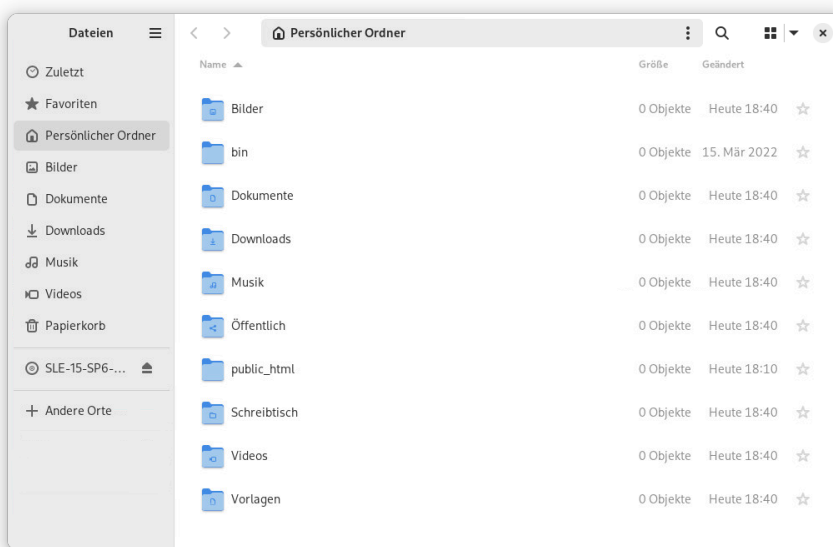 Dateien
Persönlicher Ordner
Zuletzt
Favoriten
Persönlicher Ordner
Bilder
Dokumente
Downloads
Musik
Videos
Papierkorb
SLE-15-SP6-...
Andere Orte
Name Größe Geändert
Bilder 0 Objekte Heute 18:40
bin 0 Objekte 15. Mär 2022
Dokumente 0 Objekte Heute 18:40
Downloads 0 Objekte Heute 18:40
Musik 0 Objekte Heute 18:40
Öffentlich 0 Objekte Heute 18:40
public_html 0 Objekte Heute 18:10
Schreibtisch 0 Objekte Heute 18:40
Videos 0 Objekte Heute 18:40
Vorlagen 0 Objekte Heute 18:40